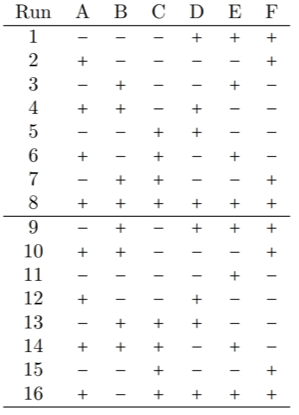 Run A B C D E F
1 − − − + + +
2 + − − − − +
3 − + − − + −
4 + + − + − −
5 − − + + − −
6 + − + − + −
7 − + + − − +
8 + + + + + +
9 − + − + + +
10 + + − − − +
11 − − − − + −
12 + − − + − −
13 − + + + − −
14 + + + − + −
15 − − + − − +
16 + − + + + +